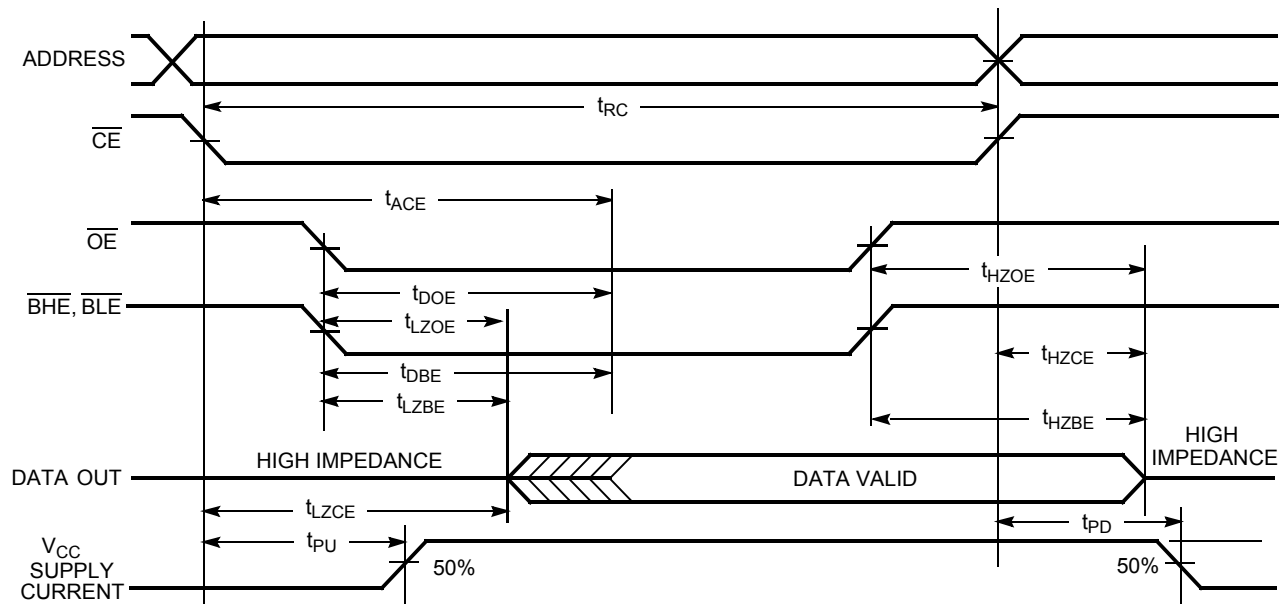 ADDRESS
tRC
CE
tACE
OE
tHZOE
tDOE
BHE, BLE
tLZOE
tHZCE
tDBE
tLZBE
tHZBE
HIGH
IMPEDANCE
HIGH IMPEDANCE
DATA OUT
DATA VALID
tLZCE
tPD
tPU
VCC
SUPPLY
CURRENT
50%
50%